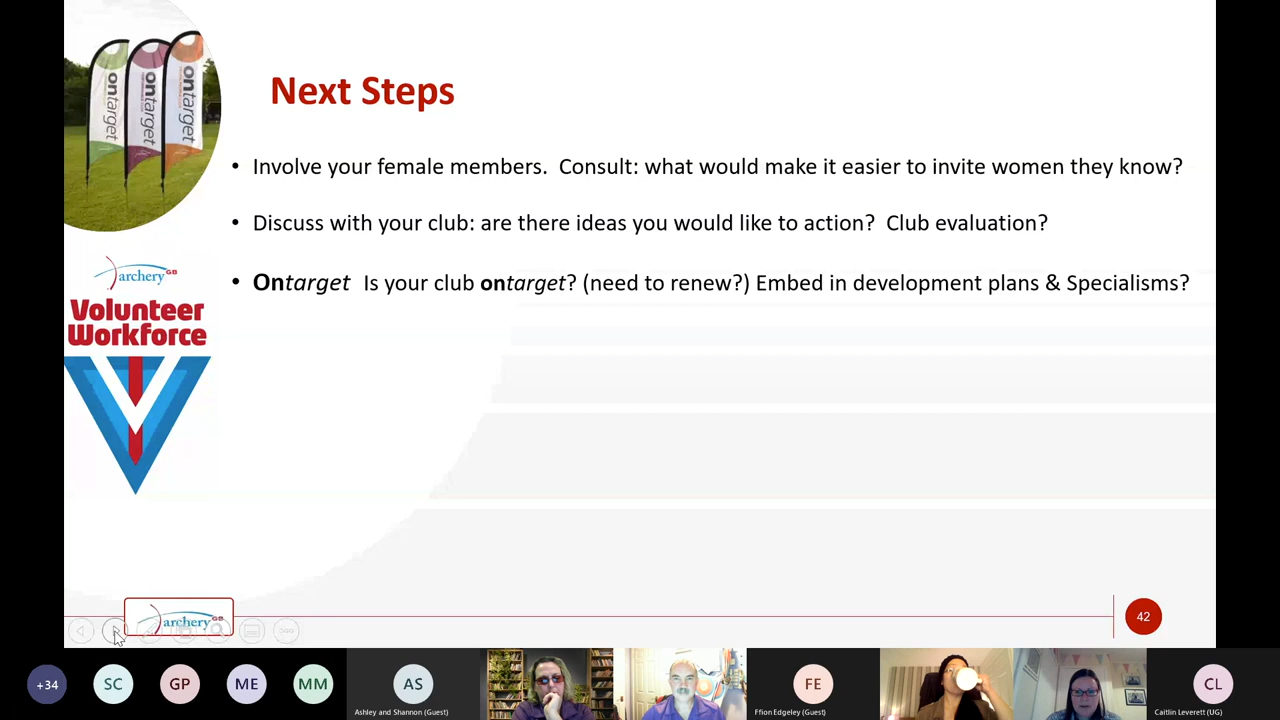 ontarget
ontarget
ontarget
Next Steps
• Involve your female members.  Consult: what would make it easier to invite women they know?
• Discuss with your club: are there ideas you would like to action?  Club evaluation?
• Ontarget  Is your club ontarget? (need to renew?) Embed in development plans & Specialisms?
archery GB
Volunteer
Workforce
archery GB
42
+34
SC
GP
ME
MM
AS
Ashley and Shannon (Guest)
FE
Ffion Edgeley (Guest)
CL
Caitlin Leverett (UG)